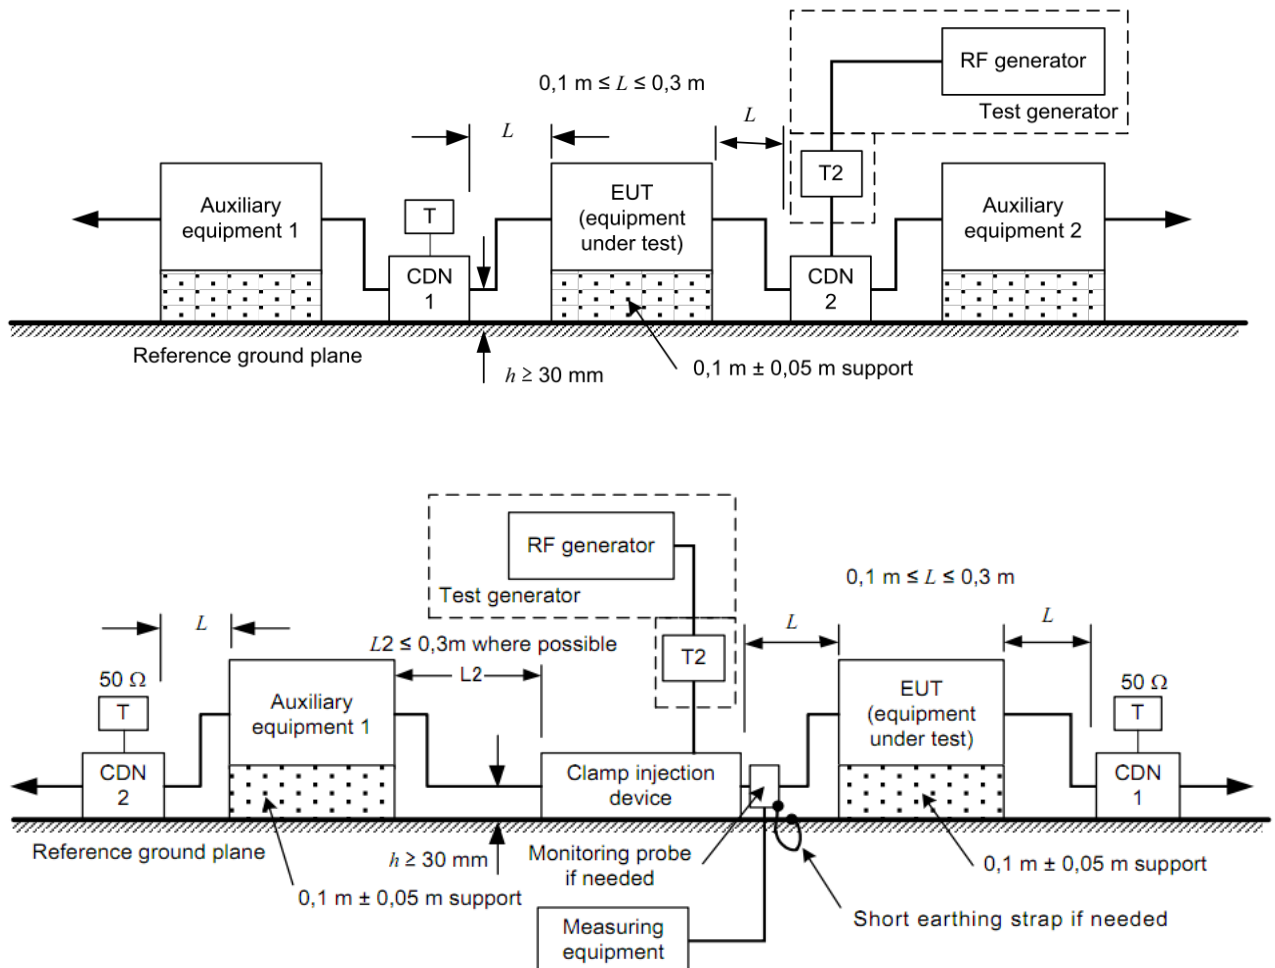 RF generator
Test generator
0,1 m ≤ L ≤ 0,3 m
L
L
T2
Auxiliary
equipment 1
T
CDN
1
EUT
(equipment
under test)
CDN
2
Auxiliary
equipment 2
Reference ground plane
h ≥ 30 mm
0,1 m ± 0,05 m support
RF generator
Test generator
0,1 m ≤ L ≤ 0,3 m
L
L2 ≤ 0,3m where possible
L2
T2
L
L
50 Ω
T
CDN
2
Auxiliary
equipment 1
Clamp injection
device
EUT
(equipment
under test)
50 Ω
T
CDN
1
Reference ground plane
h ≥ 30 mm
0,1 m ± 0,05 m support
Monitoring probe
if needed
0,1 m ± 0,05 m support
Short earthing strap if needed
Measuring
equipment